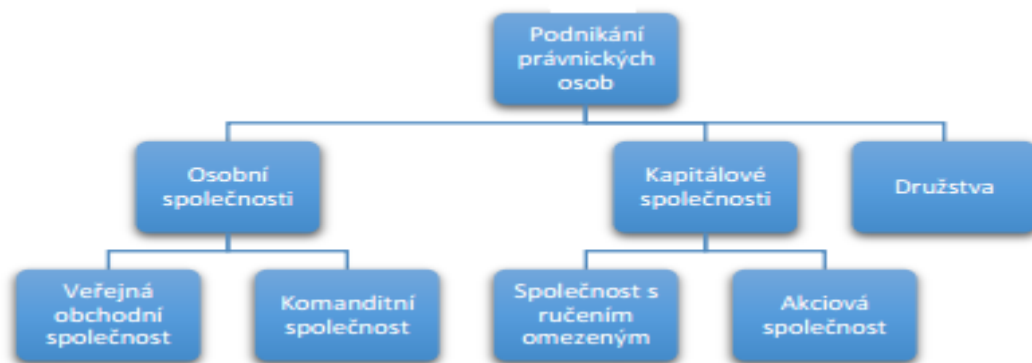 Podnikání
právnických
osob
Osobní
společnosti
Kapitálové
společnosti
Družstva
Veřejná
obchodní
společnost
Komanditní
společnost
Společnost s
ručením
omezeným
Akciová
společnost